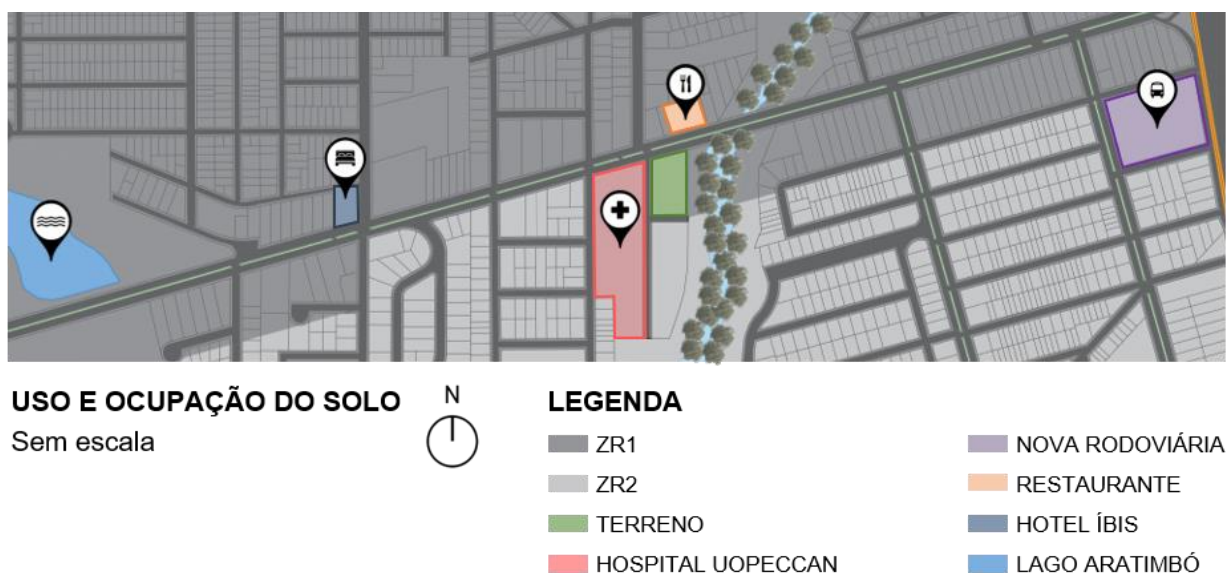 USO E OCUPAÇÃO DO SOLO
Sem escala
N
LEGENDA
ZR1
ZR2
TERRENO
HOSPITAL UOPECCAN
NOVA RODOVIÁRIA
RESTAURANTE
HOTEL ÍBIS
LAGO ARATIMBÓ